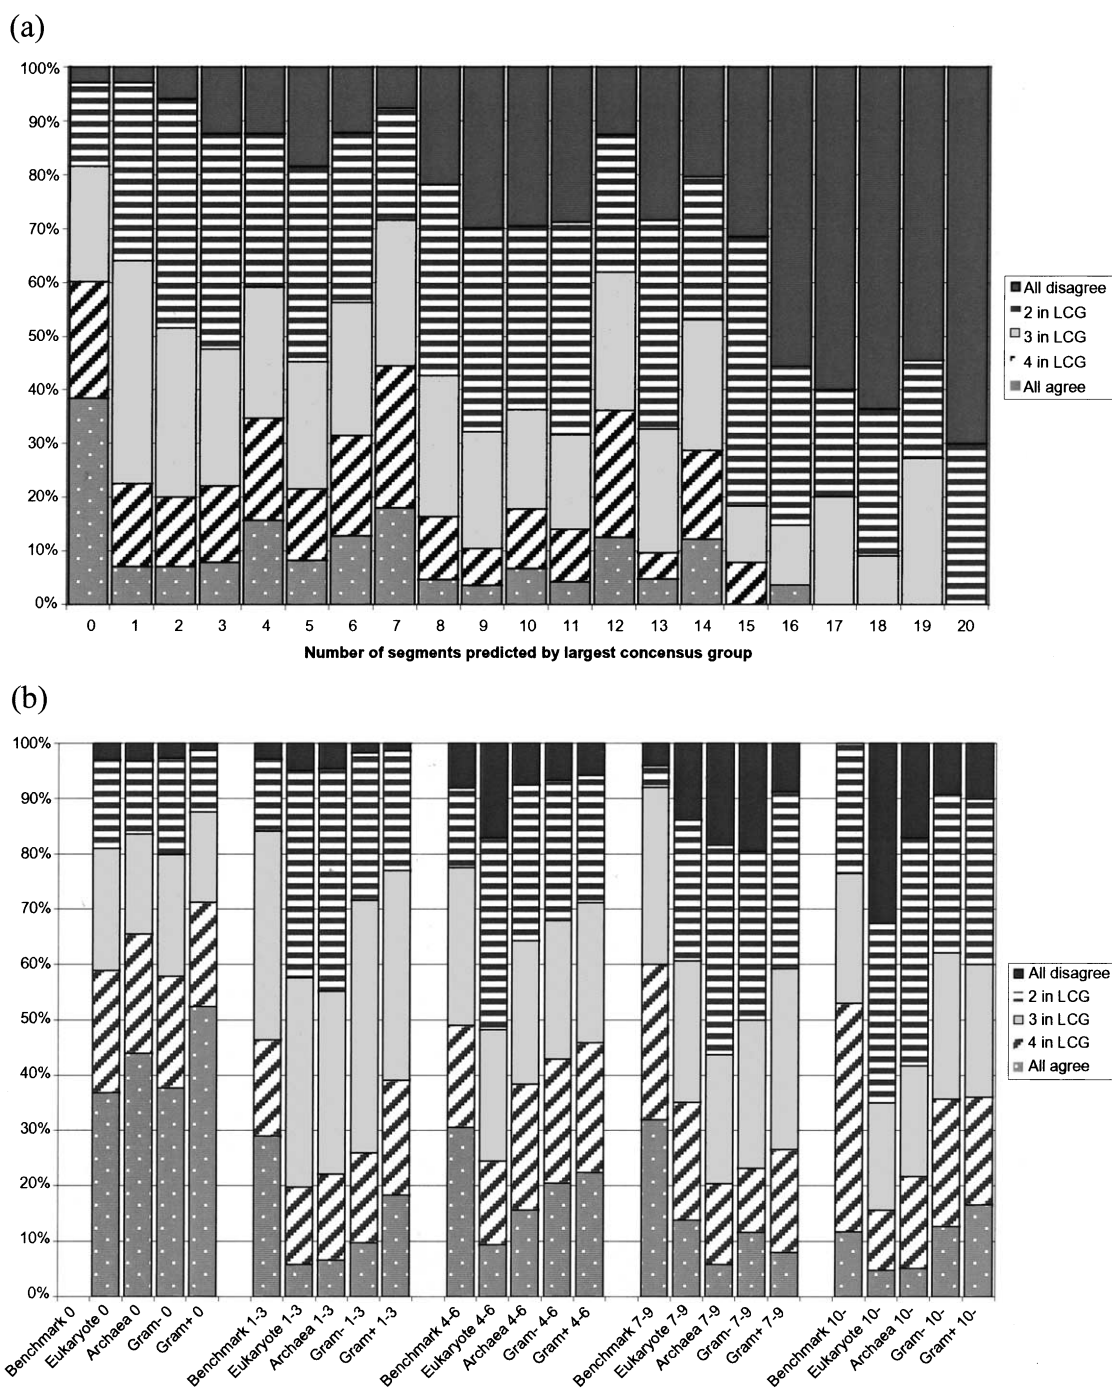 (a)
100%
90%
80%
70%
60%
50%
40%
30%
20%
10%
0%
0 1 2 3 4 5 6 7 8 9 10 11 12 13 14 15 16 17 18 19 20
Number of segments predicted by largest concensus group
All disagree
2 in LCG
3 in LCG
4 in LCG
All agree
(b)
100%
90%
80%
70%
60%
50%
40%
30%
20%
10%
0%
Benchmark 0
Eukaryote 0
Archaea 0
Gram- 0
Gram+ 0
Benchmark 1-3
Eukaryote 1-3
Archaea 1-3
Gram- 1-3
Gram+ 1-3
Benchmark 4-6
Eukaryote 4-6
Archaea 4-6
Gram- 4-6
Gram+ 4-6
Benchmark 7-9
Eukaryote 7-9
Archaea 7-9
Gram- 7-9
Gram+ 7-9
Benchmark 10-
Eukaryote 10-
Archaea 10-
Gram- 10-
Gram+ 10-
All disagree
2 in LCG
3 in LCG
4 in LCG
All agree